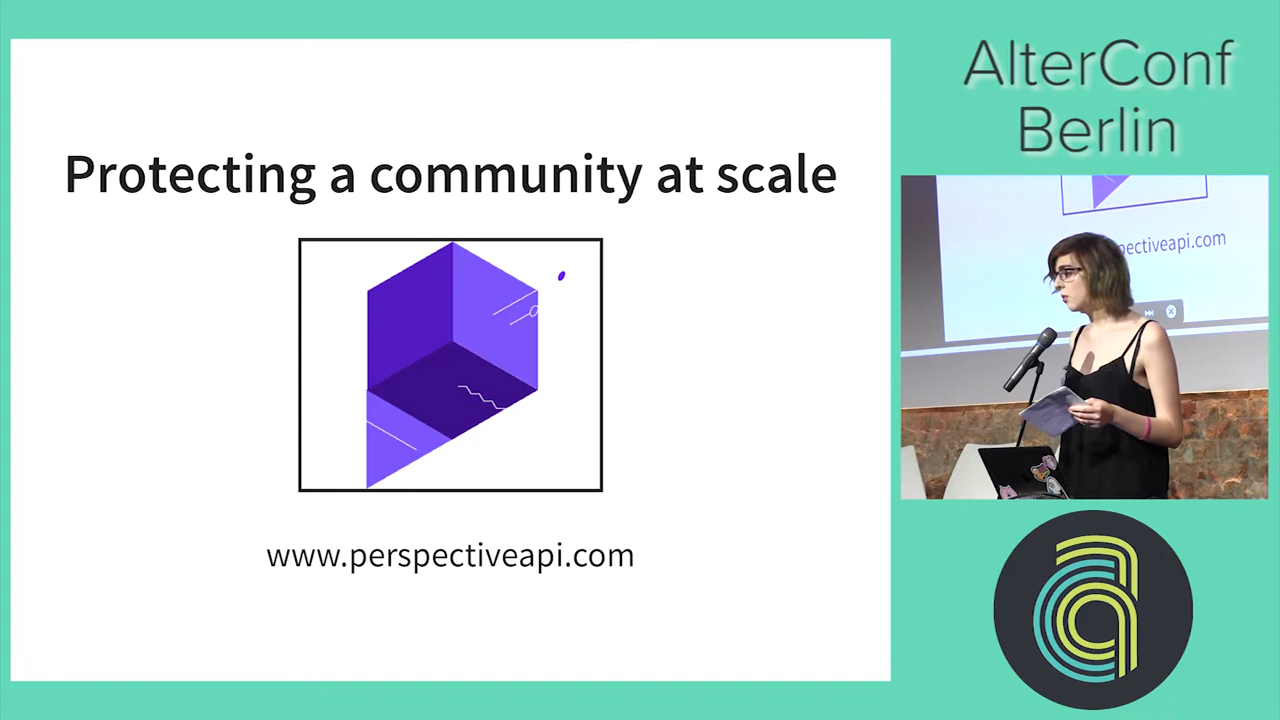 Protecting a community at scale
www.perspectiveapi.com
AlterConf
Berlin
pectiveapi.com